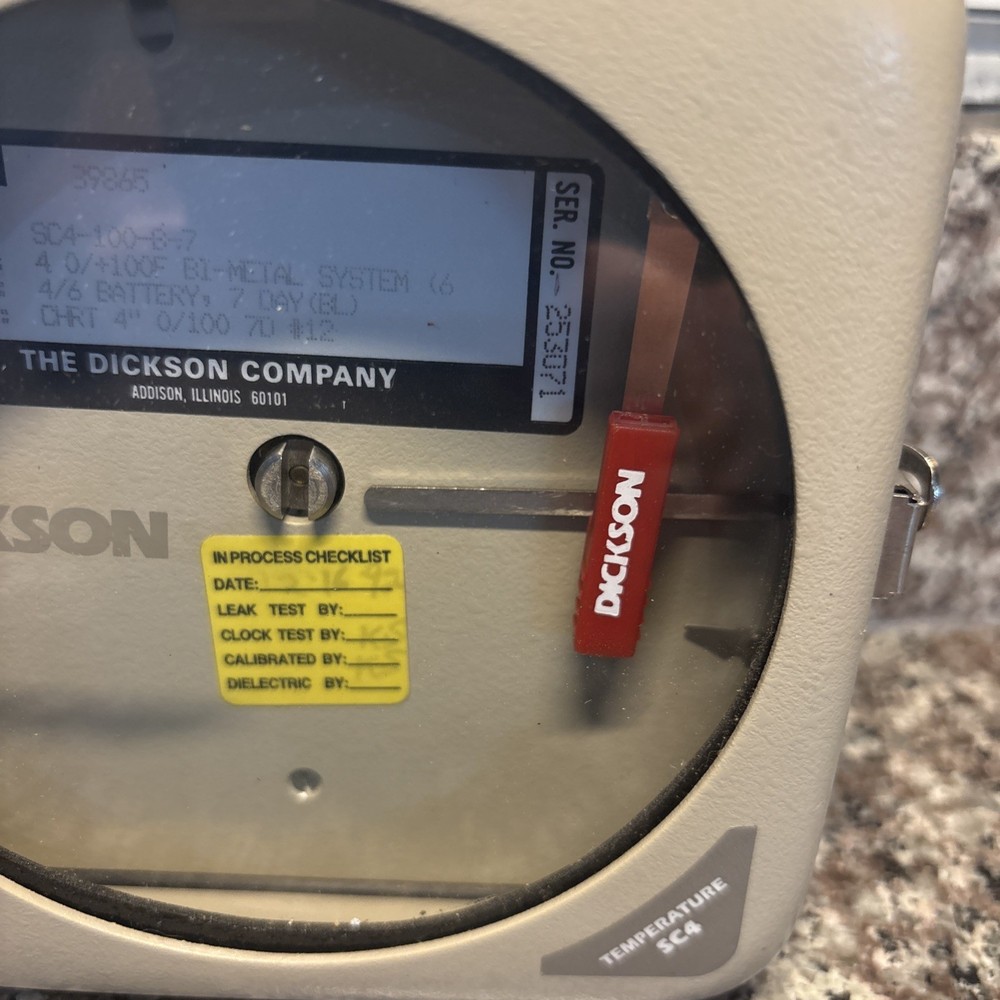 39865
SC4-100-B-7
4 0/+100F BI-METAL SYSTEM (6
4/6 BATTERY, 7 DAY(BL)
CHRT 4" 0/100 7D #12
THE DICKSON COMPANY
ADDISON, ILLINOIS 60101
SER. NO. 253071
KSON
IN PROCESS CHECKLIST
DATE:
LEAK TEST BY:
CLOCK TEST BY:
CALIBRATED BY:
DIELECTRIC BY:
DICKSON
TEMPERATURE
SC4